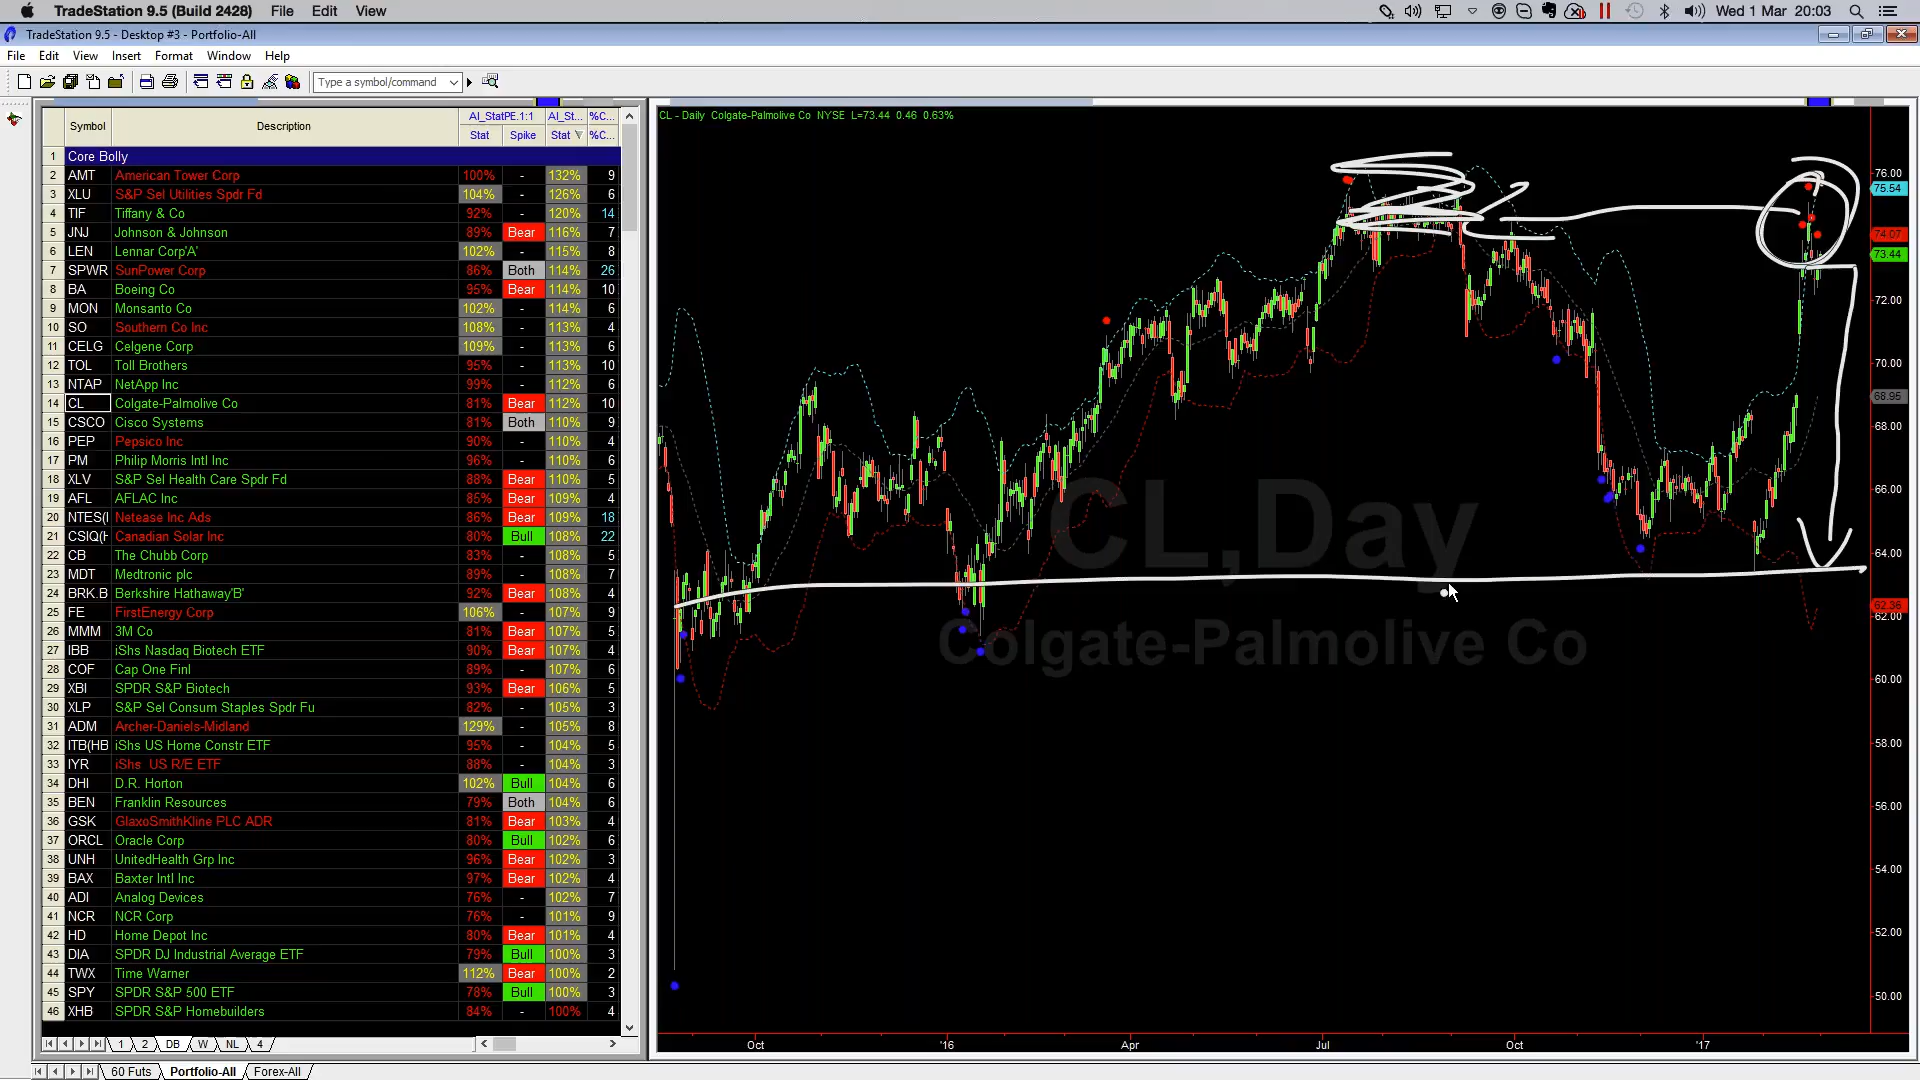 TradeStation 9.5 (Build 2428) File Edit View Wed 1 Mar 20:03
TradeStation 9.5 - Desktop #3 - Portfolio-All
File Edit View Insert Format Window Help
Type a symbol/command
Symbol Description AI_StatPE.1:1 AI_St... %C...
Stat Spike Stat %C...
1 Core Bolly
2 AMT American Tower Corp 100% - 132% 9
3 XLU S&P Sel Utilities Spdr Fd 104% - 126% 6
4 TIF Tiffany & Co 92% - 120% 14
5 JNJ Johnson & Johnson 89% Bear 116% 7
6 LEN Lennar Corp'A' 102% - 115% 8
7 SPWR SunPower Corp 86% Both 114% 26
8 BA Boeing Co 95% Bear 114% 10
9 MON Monsanto Co 102% - 114% 6
10 SO Southern Co Inc 108% - 113% 4
11 CELG Celgene Corp 109% - 113% 6
12 TOL Toll Brothers 95% - 113% 10
13 NTAP NetApp Inc 99% - 112% 6
14 CL Colgate-Palmolive Co 81% Bear 112% 10
15 CSCO Cisco Systems 81% Both 110% 9
16 PEP Pepsico Inc 90% - 110% 4
17 PM Philip Morris Intl Inc 96% - 110% 6
18 XLV S&P Sel Health Care Spdr Fd 88% Bear 110% 5
19 AFL AFLAC Inc 85% Bear 109% 4
20 NTES(I Netease Inc Ads 86% Bear 109% 18
21 CSIQ(H Canadian Solar Inc 80% Bull 108% 22
22 CB The Chubb Corp 83% - 108% 5
23 MDT Medtronic plc 89% - 108% 7
24 BRK.B Berkshire Hathaway'B' 92% Bear 108% 4
25 FE FirstEnergy Corp 106% - 107% 9
26 MMM 3M Co 81% Bear 107% 5
27 IBB iShs Nasdaq Biotech ETF 90% Bear 107% 4
28 COF Cap One Finl 89% - 107% 6
29 XBI SPDR S&P Biotech 93% Bear 106% 5
30 XLP S&P Sel Consum Staples Spdr Fu 82% - 105% 3
31 ADM Archer-Daniels-Midland 129% - 105% 8
32 ITB(HB iShs US Home Constr ETF 95% - 104% 5
33 IYR iShs US R/E ETF 88% - 104% 3
34 DHI D.R. Horton 102% Bull 104% 6
35 BEN Franklin Resources 79% Both 104% 6
36 GSK GlaxoSmithKline PLC ADR 81% Bear 103% 4
37 ORCL Oracle Corp 80% Bull 102% 6
38 UNH UnitedHealth Grp Inc 96% Bear 102% 3
39 BAX Baxter Intl Inc 97% Bear 102% 4
40 ADI Analog Devices 76% - 102% 7
41 NCR NCR Corp 76% - 101% 9
42 HD Home Depot Inc 80% Bear 101% 4
43 DIA SPDR DJ Industrial Average ETF 79% Bull 100% 3
44 TWX Time Warner 112% Bear 100% 2
45 SPY SPDR S&P 500 ETF 78% Bull 100% 3
46 XHB SPDR S&P Homebuilders 84% - 100% 4
1 2 DB W NL 4
60 Futs Portfolio-All Forex-All
CL - Daily Colgate-Palmolive Co NYSE L=73.44 0.46 0.63%
CL,Day
Colgate-Palmolive Co
76.00
75.54
74.07
73.44
72.00
70.00
68.95
68.00
66.00
64.00
62.36
62.00
60.00
58.00
56.00
54.00
52.00
50.00
Oct '16 Apr Jul Oct '17